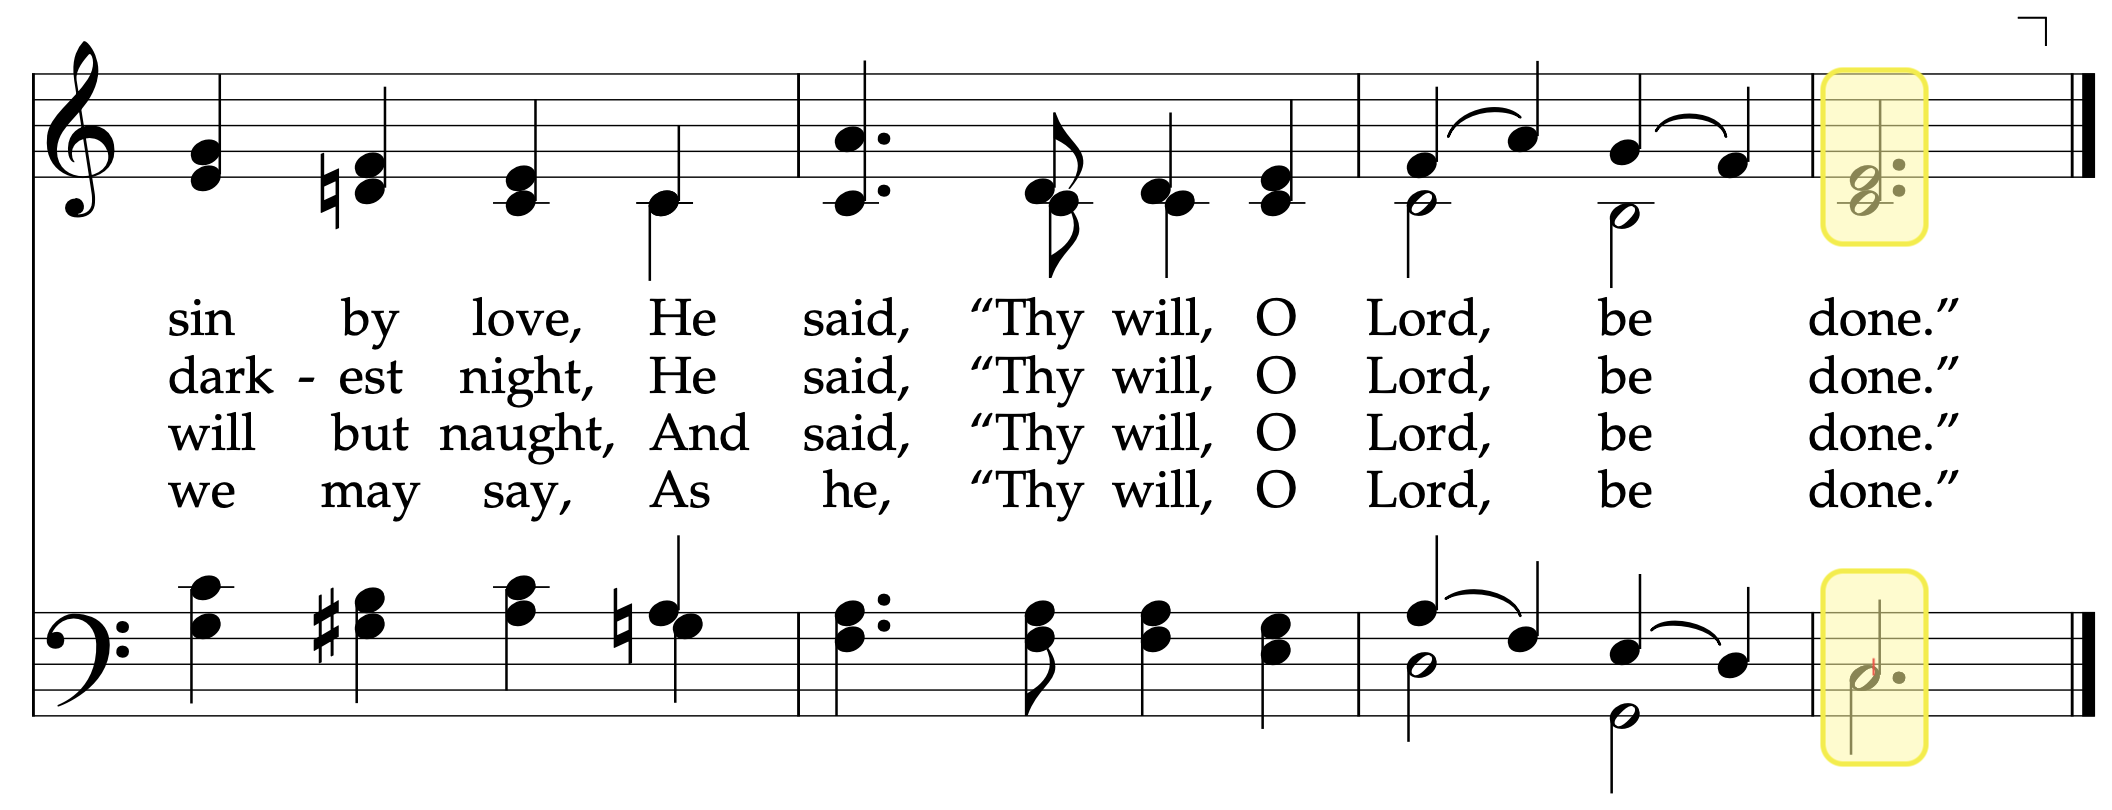 sin by love, He said, “Thy will, O Lord, be done.”
dark - est night, He said, “Thy will, O Lord, be done.”
will but naught, And said, “Thy will, O Lord, be done.”
we may say, As he, “Thy will, O Lord, be done.”